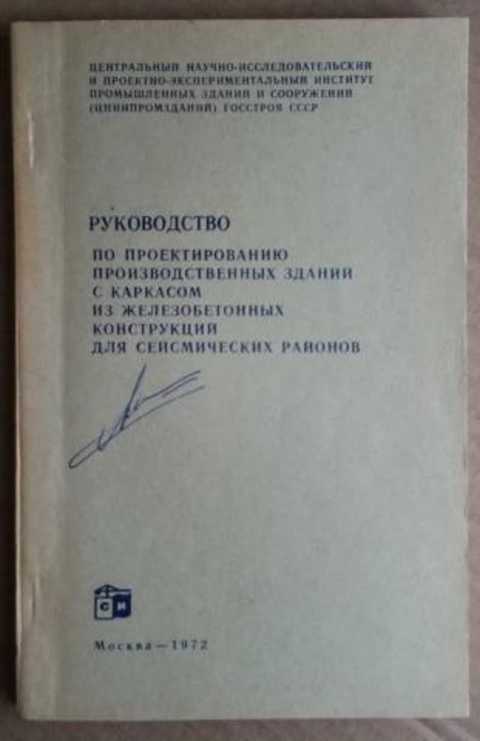 ЦЕНТРАЛЬНЫЙ НАУЧНО-ИССЛЕДОВАТЕЛЬСКИЙ
И ПРОЕКТНО-ЭКСПЕРИМЕНТАЛЬНЫЙ ИНСТИТУТ
ПРОМЫШЛЕННЫХ ЗДАНИЙ И СООРУЖЕНИЙ
(ЦНИИПРОМЗДАНИЙ) ГОССТРОЯ СССР
РУКОВОДСТВО
ПО ПРОЕКТИРОВАНИЮ
ПРОИЗВОДСТВЕННЫХ ЗДАНИЙ
С КАРКАСОМ
ИЗ ЖЕЛЕЗОБЕТОННЫХ
КОНСТРУКЦИЙ
ДЛЯ СЕЙСМИЧЕСКИХ РАЙОНОВ
С И
Москва — 1972